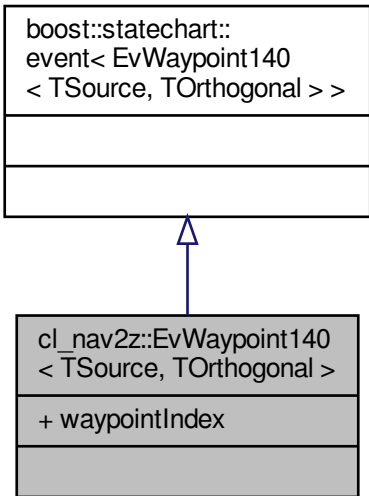 boost::statechart::
event< EvWaypoint140
< TSource, TOrthogonal > >
cl_nav2z::EvWaypoint140
< TSource, TOrthogonal >
+ waypointIndex